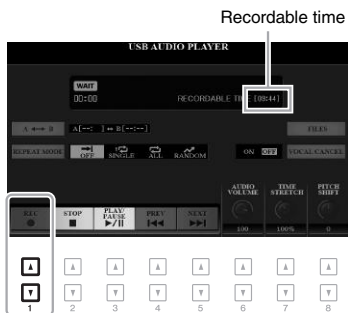 Recordable time
USB AUDIO PLAYER
WAIT
00:00 RECORDABLE TIME [09:44]
A ⟷ B A[--: ] ↔ B[--:--] FILES
REPEAT MODE OFF SINGLE ALL RANDOM ON OFF VOCAL CANCEL
AUDIO VOLUME TIME STRETCH PITCH SHIFT
REC STOP PLAY/PAUSE PREV NEXT
100 100% 0
1 2 3 4 5 6 7 8